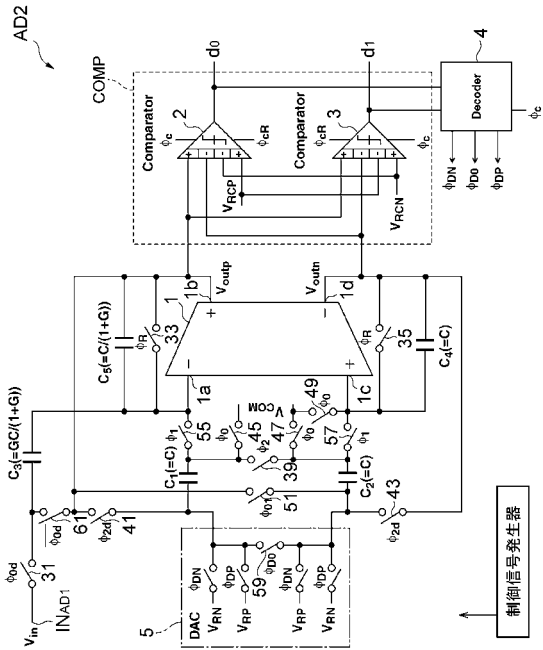 AD2
COMP
Comparator
2
d0
φc
φcR
VRCP
Comparator
3
d1
φcR
φc
VRCN
4
Decoder
φDN
φD0
φDP
φc
C5(=C/(1+G))
φR
33
1
1b
Voutp
1a
1c
1d
Voutn
φR
35
C4(=C)
C3(=GC/(1+G))
φ1
55
φ0
45
VCOM
φ2
39
47
φ0
φ0
49
57
φ1
C1(=C)
C2(=C)
51
φ01
φ0d
61
φ2d
41
43
φ2d
φ0d
31
Vin
INAD1
5
DAC
φDN
φDP
φD0
59
φDN
φDP
VRN
VRP
VRP
VRN
制御信号発生器